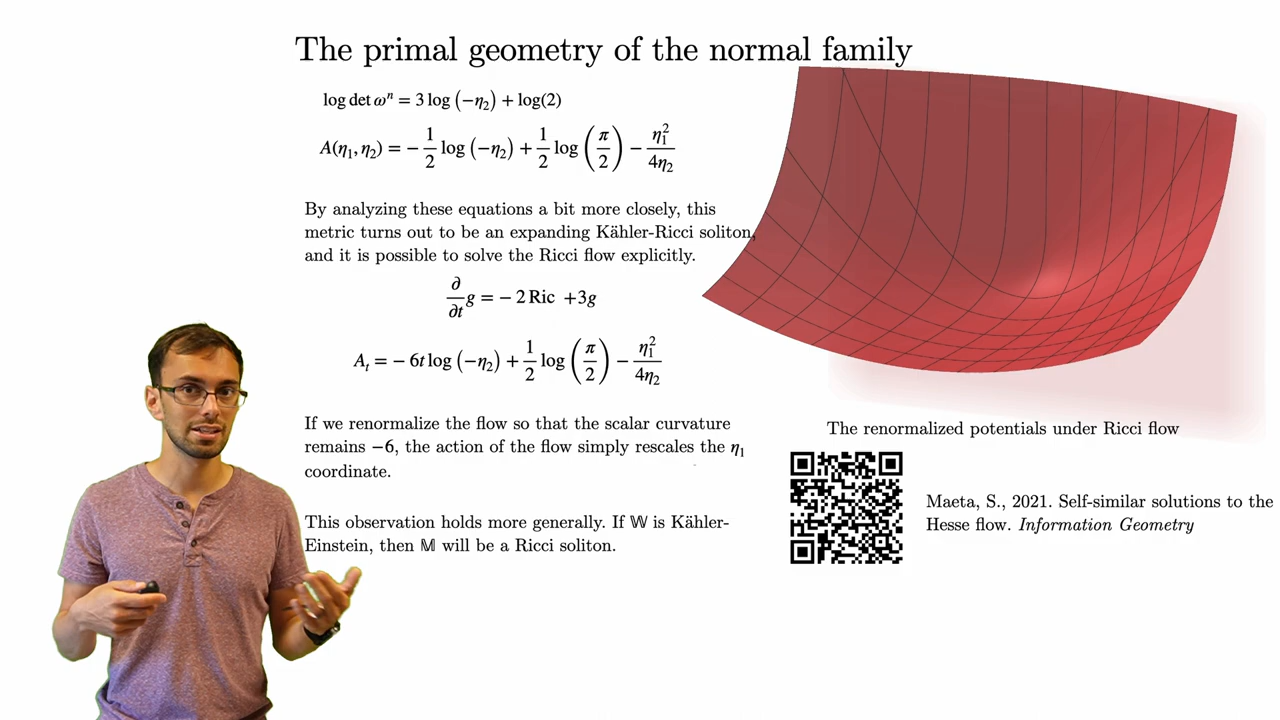 The primal geometry of the normal family
log det ωⁿ = 3 log (−η₂) + log(2)
A(η₁, η₂) = − 1/2 log (−η₂) + 1/2 log (π/2) − η₁²/4η₂
By analyzing these equations a bit more closely, this
metric turns out to be an expanding Kähler-Ricci soliton,
and it is possible to solve the Ricci flow explicitly.
∂/∂t g = − 2 Ric + 3g
Aₜ = − 6t log (−η₂) + 1/2 log (π/2) − η₁²/4η₂
If we renormalize the flow so that the scalar curvature
remains −6, the action of the flow simply rescales the η₁
coordinate.
This observation holds more generally. If 𝕎 is Kähler-
Einstein, then 𝕄 will be a Ricci soliton.
The renormalized potentials under Ricci flow
Maeta, S., 2021. Self-similar solutions to the
Hesse flow. Information Geometry